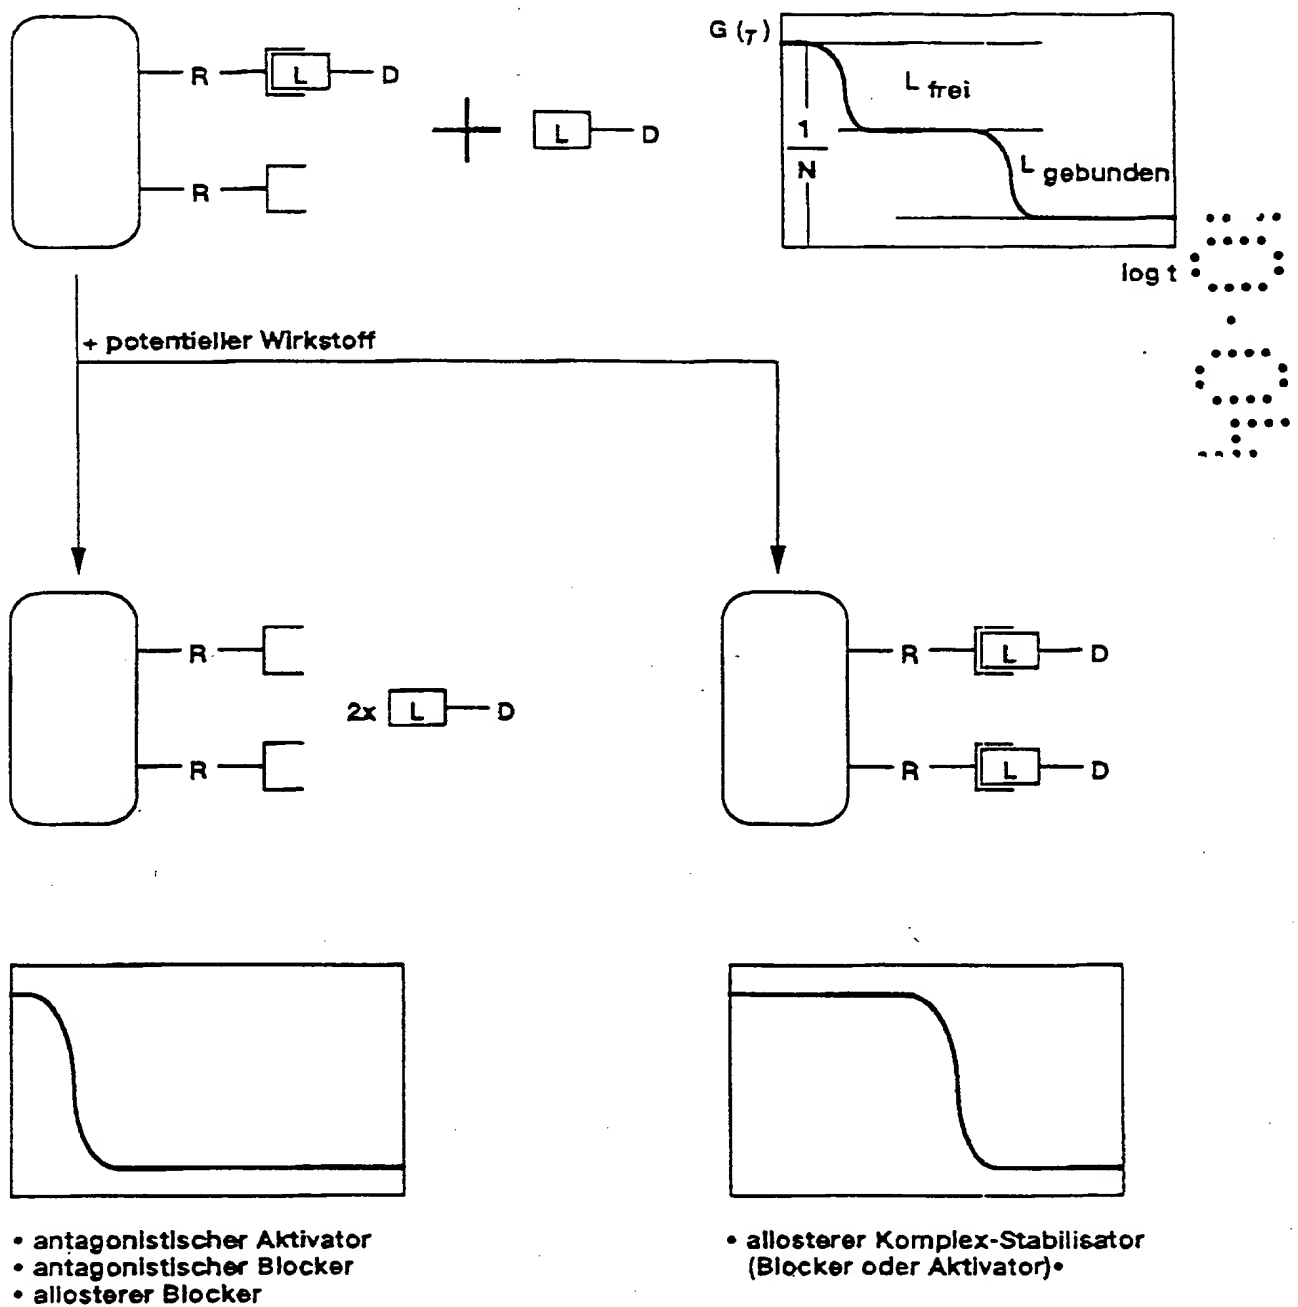 G (τ)
R L D
L D
R
L frei
1
N
L gebunden
log t
+ potentieller Wirkstoff
R
2x L D
R
R L D
R L D
• antagonistischer Aktivator
• antagonistischer Blocker
• allosterer Blocker
• allosterer Komplex-Stabilisator
(Blocker oder Aktivator)•